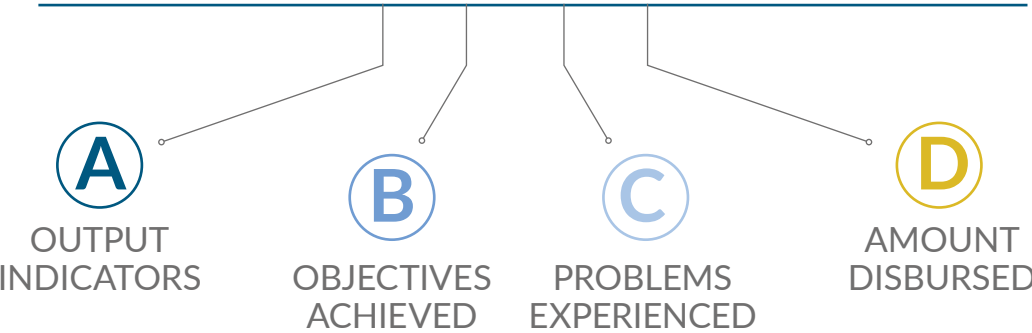 A
OUTPUT
INDICATORS
B
OBJECTIVES
ACHIEVED
C
PROBLEMS
EXPERIENCED
D
AMOUNT
DISBURSED